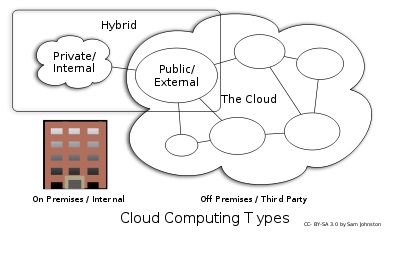 Hybrid
Private/
Internal
Public/
External
The Cloud
On Premises / Internal
Off Premises / Third Party
Cloud Computing Types
CC- BY-SA 3.0 by Sam Johnston